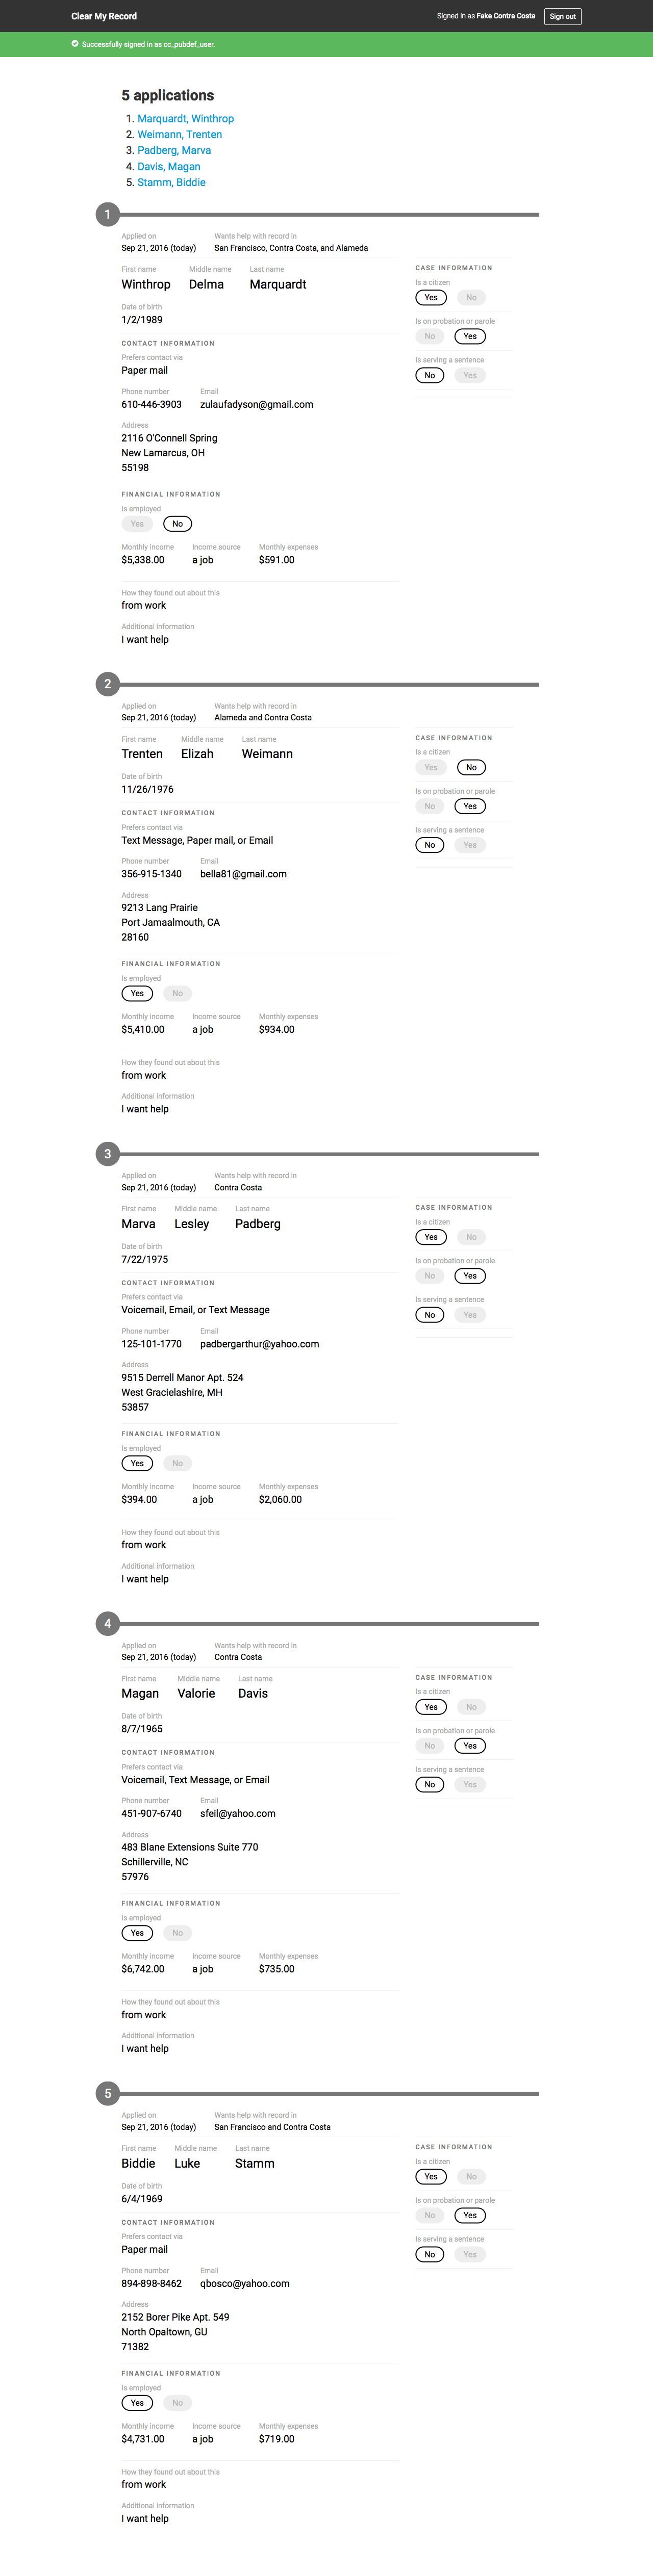 Clear My Record Signed in as Fake Contra Costa Sign out
Successfully signed in as cc_pubdef_user.
5 applications
1. Marquardt, Winthrop
2. Weimann, Trenten
3. Padberg, Marva
4. Davis, Magan
5. Stamm, Biddie
1
Applied on Wants help with record in
Sep 21, 2016 (today) San Francisco, Contra Costa, and Alameda
First name Middle name Last name
Winthrop Delma Marquardt
Date of birth
1/2/1989
CONTACT INFORMATION
Prefers contact via
Paper mail
Phone number Email
610-446-3903 zulaufadyson@gmail.com
Address
2116 O'Connell Spring
New Lamarcus, OH
55198
FINANCIAL INFORMATION
Is employed
Yes No
Monthly income Income source Monthly expenses
$5,338.00 a job $591.00
How they found out about this
from work
Additional information
I want help
CASE INFORMATION
Is a citizen
Yes No
Is on probation or parole
No Yes
Is serving a sentence
No Yes
2
Applied on Wants help with record in
Sep 21, 2016 (today) Alameda and Contra Costa
First name Middle name Last name
Trenten Elizah Weimann
Date of birth
11/26/1976
CONTACT INFORMATION
Prefers contact via
Text Message, Paper mail, or Email
Phone number Email
356-915-1340 bella81@gmail.com
Address
9213 Lang Prairie
Port Jamaalmouth, CA
28160
FINANCIAL INFORMATION
Is employed
Yes No
Monthly income Income source Monthly expenses
$5,410.00 a job $934.00
How they found out about this
from work
Additional information
I want help
CASE INFORMATION
Is a citizen
Yes No
Is on probation or parole
No Yes
Is serving a sentence
No Yes
3
Applied on Wants help with record in
Sep 21, 2016 (today) Contra Costa
First name Middle name Last name
Marva Lesley Padberg
Date of birth
7/22/1975
CONTACT INFORMATION
Prefers contact via
Voicemail, Email, or Text Message
Phone number Email
125-101-1770 padbergarthur@yahoo.com
Address
9515 Derrell Manor Apt. 524
West Gracielashire, MH
53857
FINANCIAL INFORMATION
Is employed
Yes No
Monthly income Income source Monthly expenses
$394.00 a job $2,060.00
How they found out about this
from work
Additional information
I want help
CASE INFORMATION
Is a citizen
Yes No
Is on probation or parole
No Yes
Is serving a sentence
No Yes
4
Applied on Wants help with record in
Sep 21, 2016 (today) Contra Costa
First name Middle name Last name
Magan Valorie Davis
Date of birth
8/7/1965
CONTACT INFORMATION
Prefers contact via
Voicemail, Text Message, or Email
Phone number Email
451-907-6740 sfeil@yahoo.com
Address
483 Blane Extensions Suite 770
Schillerville, NC
57976
FINANCIAL INFORMATION
Is employed
Yes No
Monthly income Income source Monthly expenses
$6,742.00 a job $735.00
How they found out about this
from work
Additional information
I want help
CASE INFORMATION
Is a citizen
Yes No
Is on probation or parole
No Yes
Is serving a sentence
No Yes
5
Applied on Wants help with record in
Sep 21, 2016 (today) San Francisco and Contra Costa
First name Middle name Last name
Biddie Luke Stamm
Date of birth
6/4/1969
CONTACT INFORMATION
Prefers contact via
Paper mail
Phone number Email
894-898-8462 qbosco@yahoo.com
Address
2152 Borer Pike Apt. 549
North Opaltown, GU
71382
FINANCIAL INFORMATION
Is employed
Yes No
Monthly income Income source Monthly expenses
$4,731.00 a job $719.00
How they found out about this
from work
Additional information
I want help
CASE INFORMATION
Is a citizen
Yes No
Is on probation or parole
No Yes
Is serving a sentence
No Yes